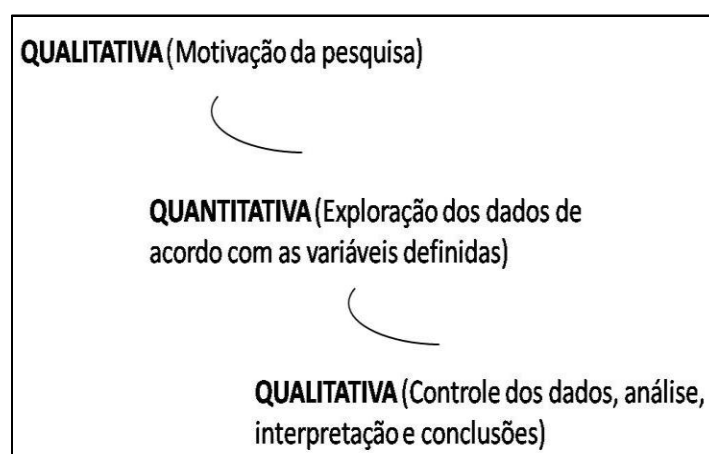 QUALITATIVA (Motivação da pesquisa)
QUANTITATIVA (Exploração dos dados de
acordo com as variáveis definidas)
QUALITATIVA (Controle dos dados, análise,
interpretação e conclusões)